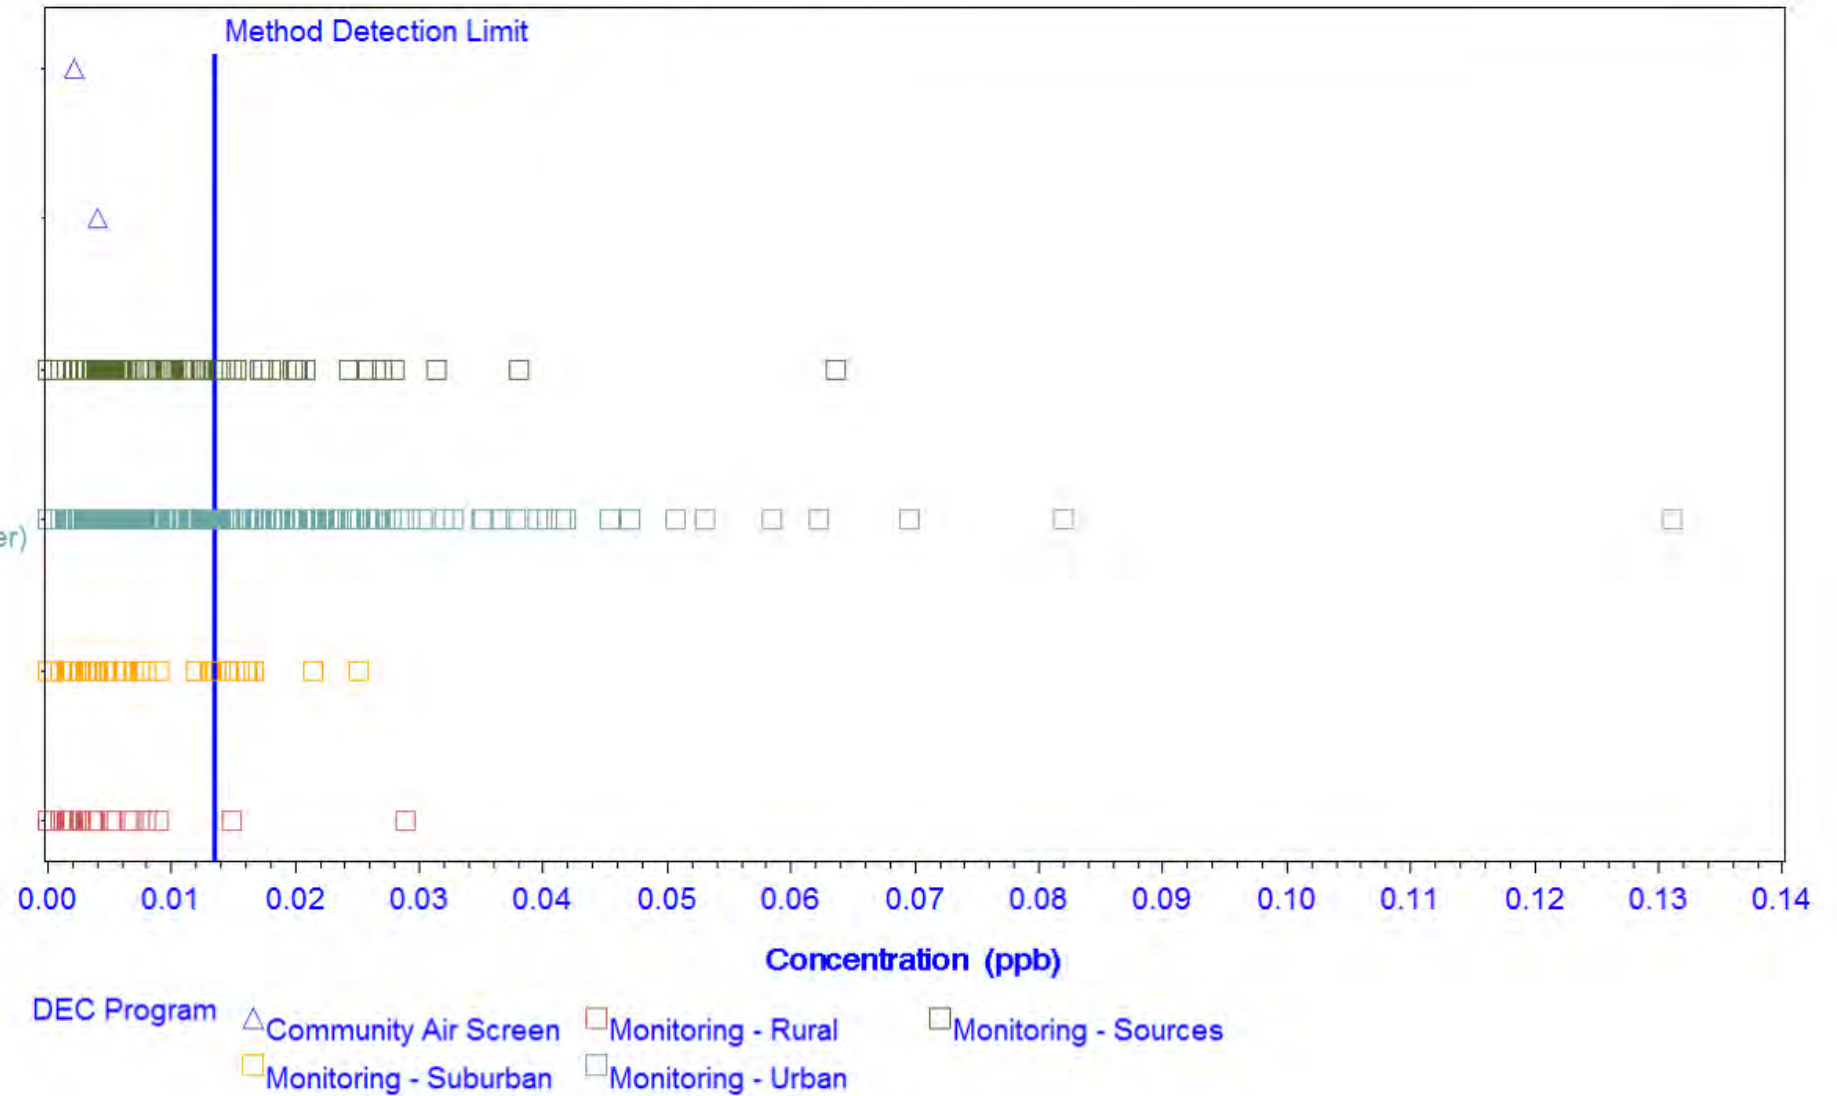 Method Detection Limit
er)
0.00 0.01 0.02 0.03 0.04 0.05 0.06 0.07 0.08 0.09 0.10 0.11 0.12 0.13 0.14
Concentration (ppb)
DEC Program Community Air Screen Monitoring - Rural Monitoring - Sources
Monitoring - Suburban Monitoring - Urban